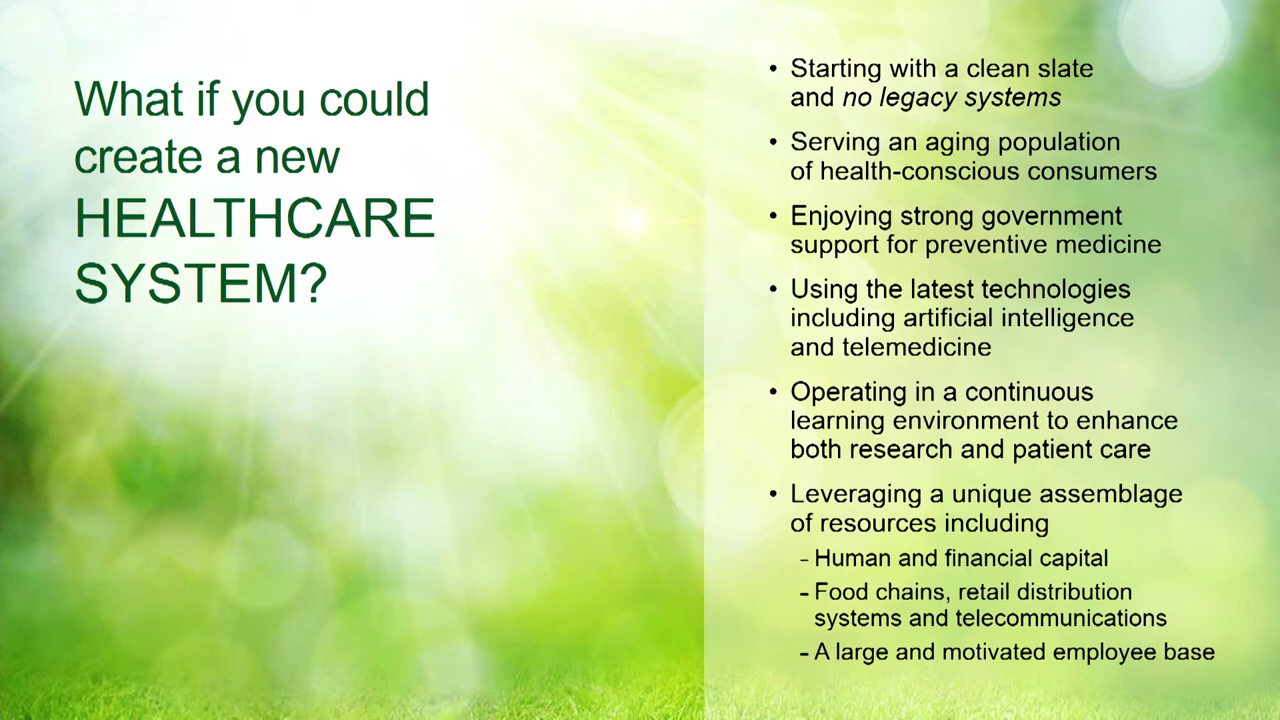 What if you could
create a new
HEALTHCARE
SYSTEM?
• Starting with a clean slate
and no legacy systems
• Serving an aging population
of health-conscious consumers
• Enjoying strong government
support for preventive medicine
• Using the latest technologies
including artificial intelligence
and telemedicine
• Operating in a continuous
learning environment to enhance
both research and patient care
• Leveraging a unique assemblage
of resources including
- Human and financial capital
- Food chains, retail distribution
systems and telecommunications
- A large and motivated employee base